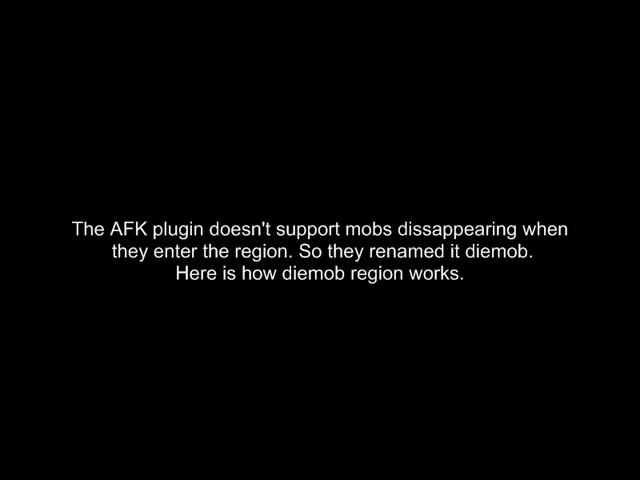 The AFK plugin doesn't support mobs dissappearing when
they enter the region. So they renamed it diemob.
Here is how diemob region works.